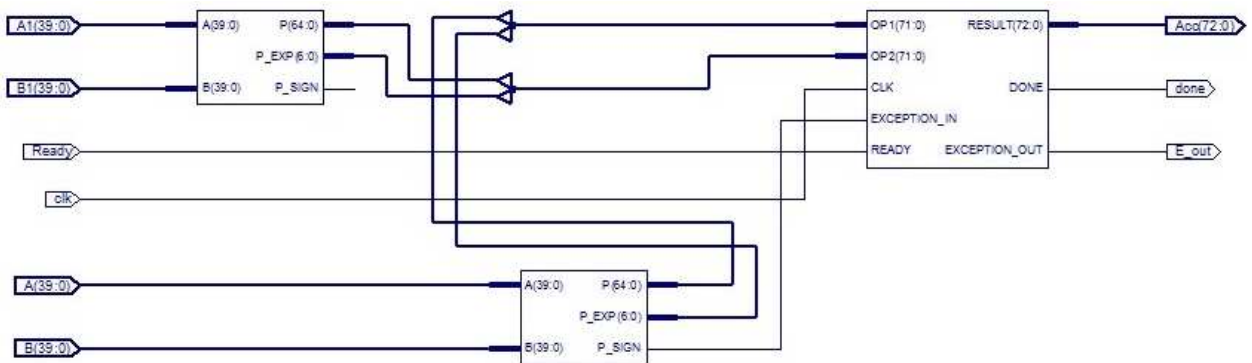 A1(39:0)
A(39:0)
P(64:0)
OP1(71:0)
RESULT(72:0)
Acc(72:0)
P_EXP(6:0)
OP2(71:0)
B1(39:0)
B(39:0)
P_SIGN
CLK
DONE
done
EXCEPTION_IN
Ready
READY
EXCEPTION_OUT
E_out
clk
A(39:0)
A(39:0)
P(64:0)
P_EXP(6:0)
B(39:0)
B(39:0)
P_SIGN